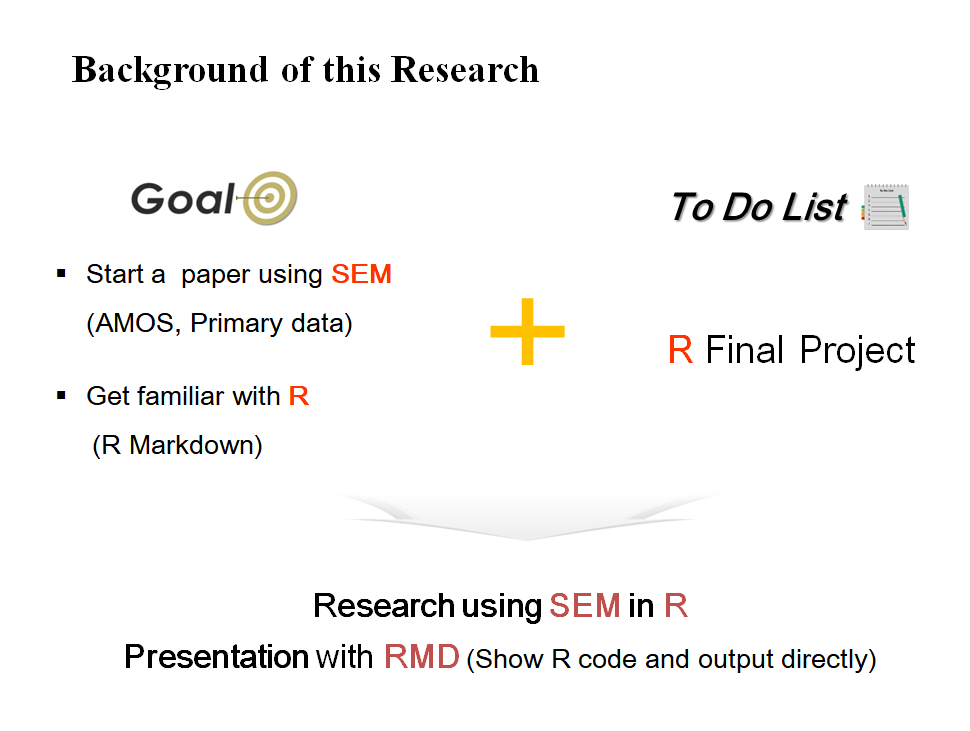 Background of this Research
Goal
To Do List
▪ Start a paper using SEM
(AMOS, Primary data)
▪ Get familiar with R
(R Markdown)
+
R Final Project
Research using SEM in R
Presentation with RMD (Show R code and output directly)